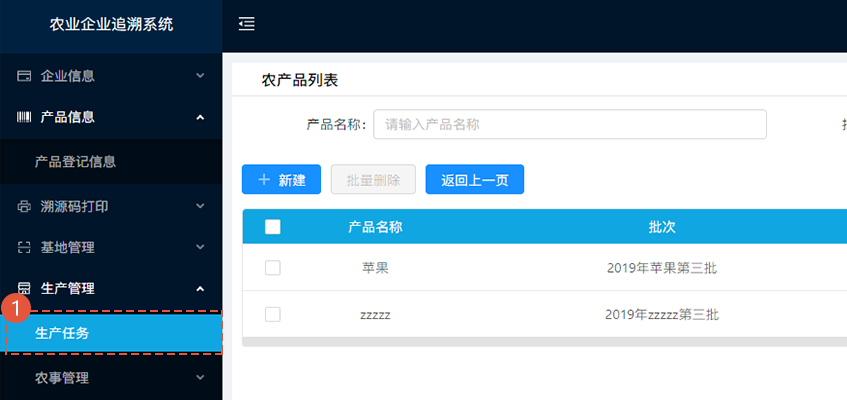 农业企业追溯系统
企业信息
产品信息
产品登记信息
溯源码打印
基地管理
生产管理
1
生产任务
农事管理
农产品列表
产品名称: 请输入产品名称
新建 批量删除 返回上一页
产品名称 批次
苹果 2019年苹果第三批
zzzzz 2019年zzzzz第三批